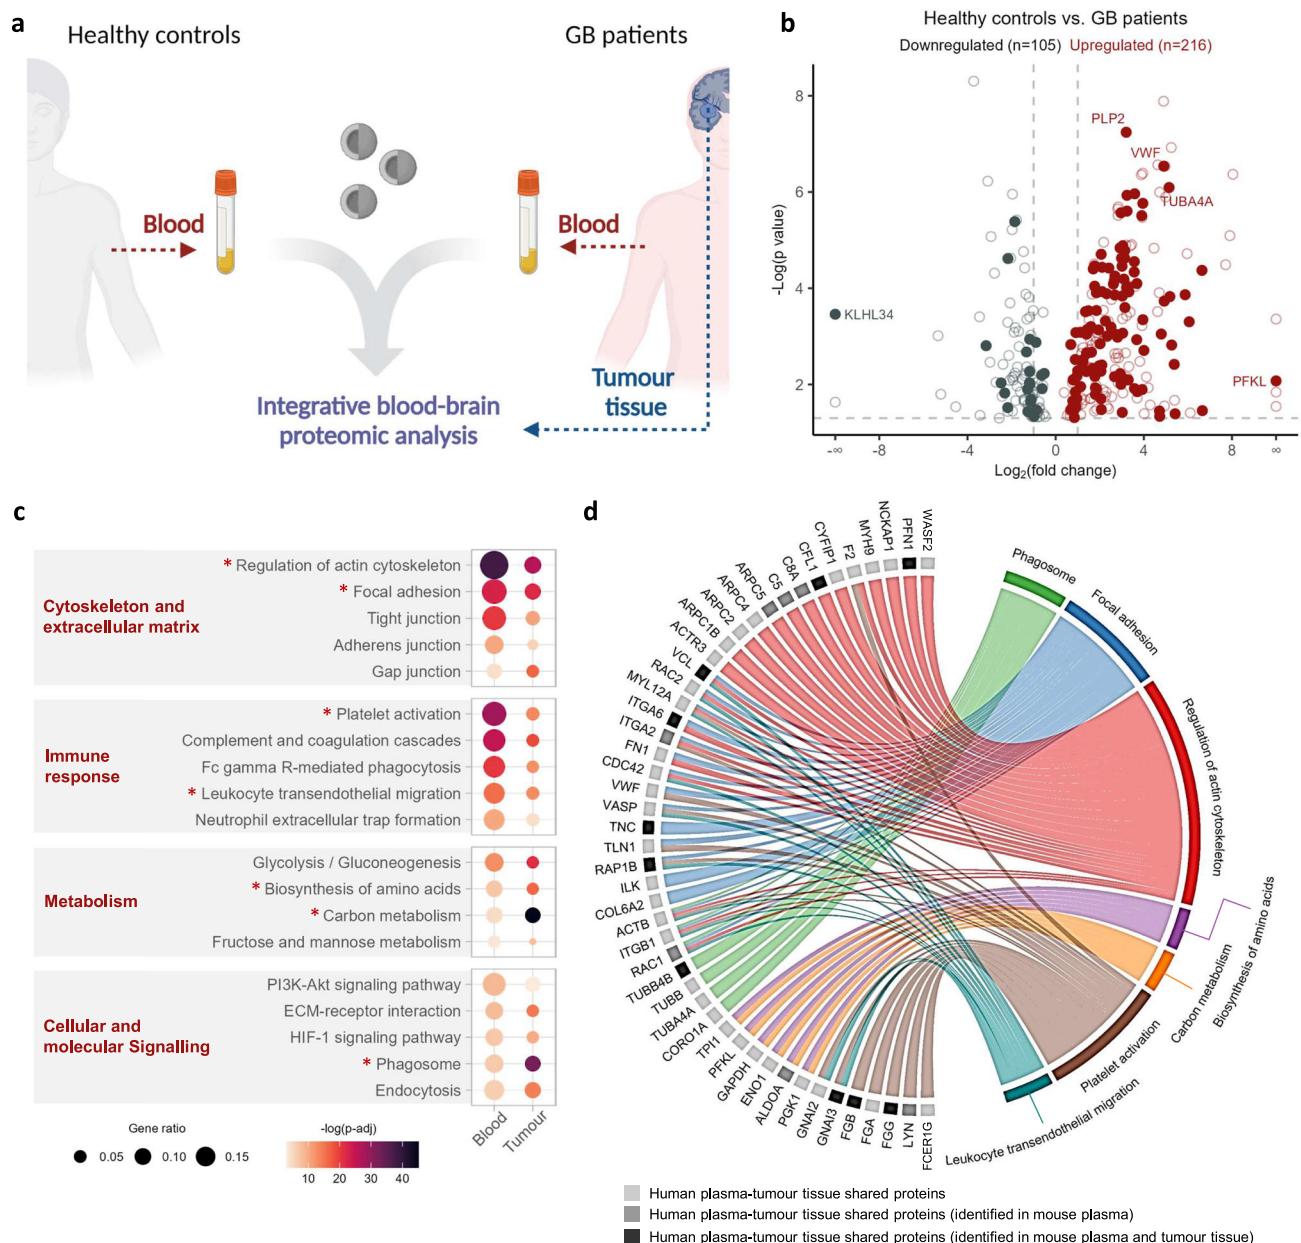 a
Healthy controls
GB patients
Blood
Blood
Tumour
tissue
Integrative blood-brain
proteomic analysis
b
Healthy controls vs. GB patients
Downregulated (n=105) Upregulated (n=216)
-Log(p value)
8
6
4
2
PLP2
VWF
TUBA4A
KLHL34
PFKL
-∞
-8
-4
0
4
8
∞
Log2(fold change)
c
Cytoskeleton and
extracellular matrix
* Regulation of actin cytoskeleton
* Focal adhesion
Tight junction
Adherens junction
Gap junction
Immune
response
* Platelet activation
Complement and coagulation cascades
Fc gamma R-mediated phagocytosis
* Leukocyte transendothelial migration
Neutrophil extracellular trap formation
Metabolism
Glycolysis / Gluconeogenesis
* Biosynthesis of amino acids
* Carbon metabolism
Fructose and mannose metabolism
Cellular and
molecular Signalling
PI3K-Akt signaling pathway
ECM-receptor interaction
HIF-1 signaling pathway
* Phagosome
Endocytosis
Blood
Tumour
Gene ratio
0.05
0.10
0.15
-log(p-adj)
10 20 30 40
d
WASF2
PFN1
NCKAP1
MYH9
F2
CYFIP1
CFL1
C8A
C5
ARPC5
ARPC4
ARPC2
ARPC1B
ACTR3
VCL
RAC2
MYL12A
ITGA6
ITGA2
FN1
CDC42
VWF
VASP
TNC
TLN1
RAP1B
ILK
COL6A2
ACTB
ITGB1
RAC1
TUBB4B
TUBB
TUBA4A
CORO1A
TPI1
PFKL
GAPDH
ENO1
ALDOA
PGK1
GNAI2
GNAI3
FGB
FGA
FGG
LYN
FCER1G
Phagosome
Focal adhesion
Regulation of actin cytoskeleton
Biosynthesis of amino acids
Carbon metabolism
Platelet activation
Leukocyte transendothelial migration
Human plasma-tumour tissue shared proteins
Human plasma-tumour tissue shared proteins (identified in mouse plasma)
Human plasma-tumour tissue shared proteins (identified in mouse plasma and tumour tissue)